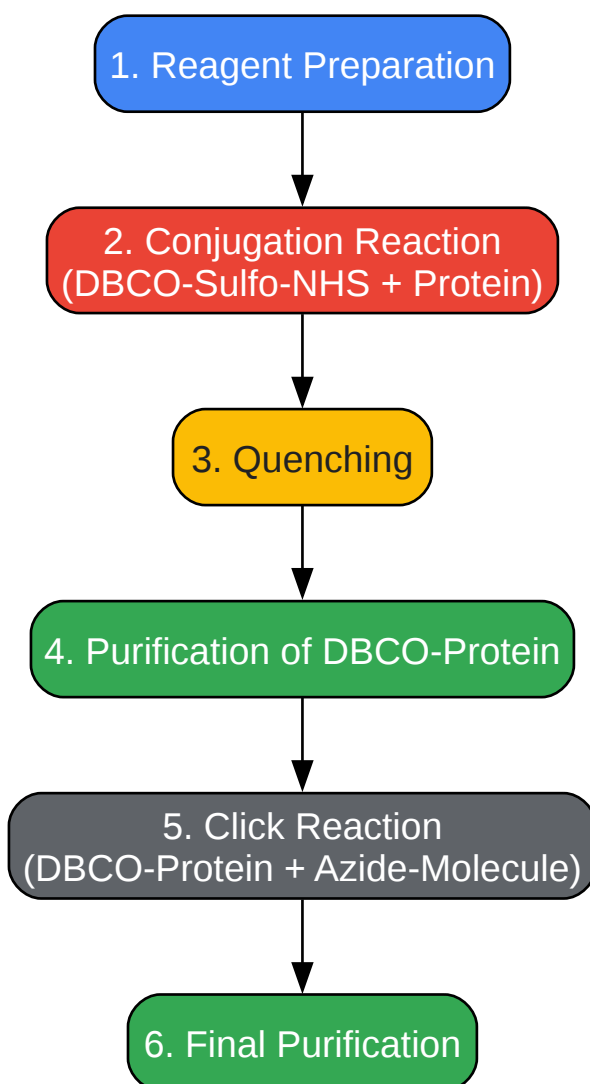 1. Reagent Preparation
2. Conjugation Reaction
(DBCO-Sulfo-NHS + Protein)
3. Quenching
4. Purification of DBCO-Protein
5. Click Reaction
(DBCO-Protein + Azide-Molecule)
6. Final Purification